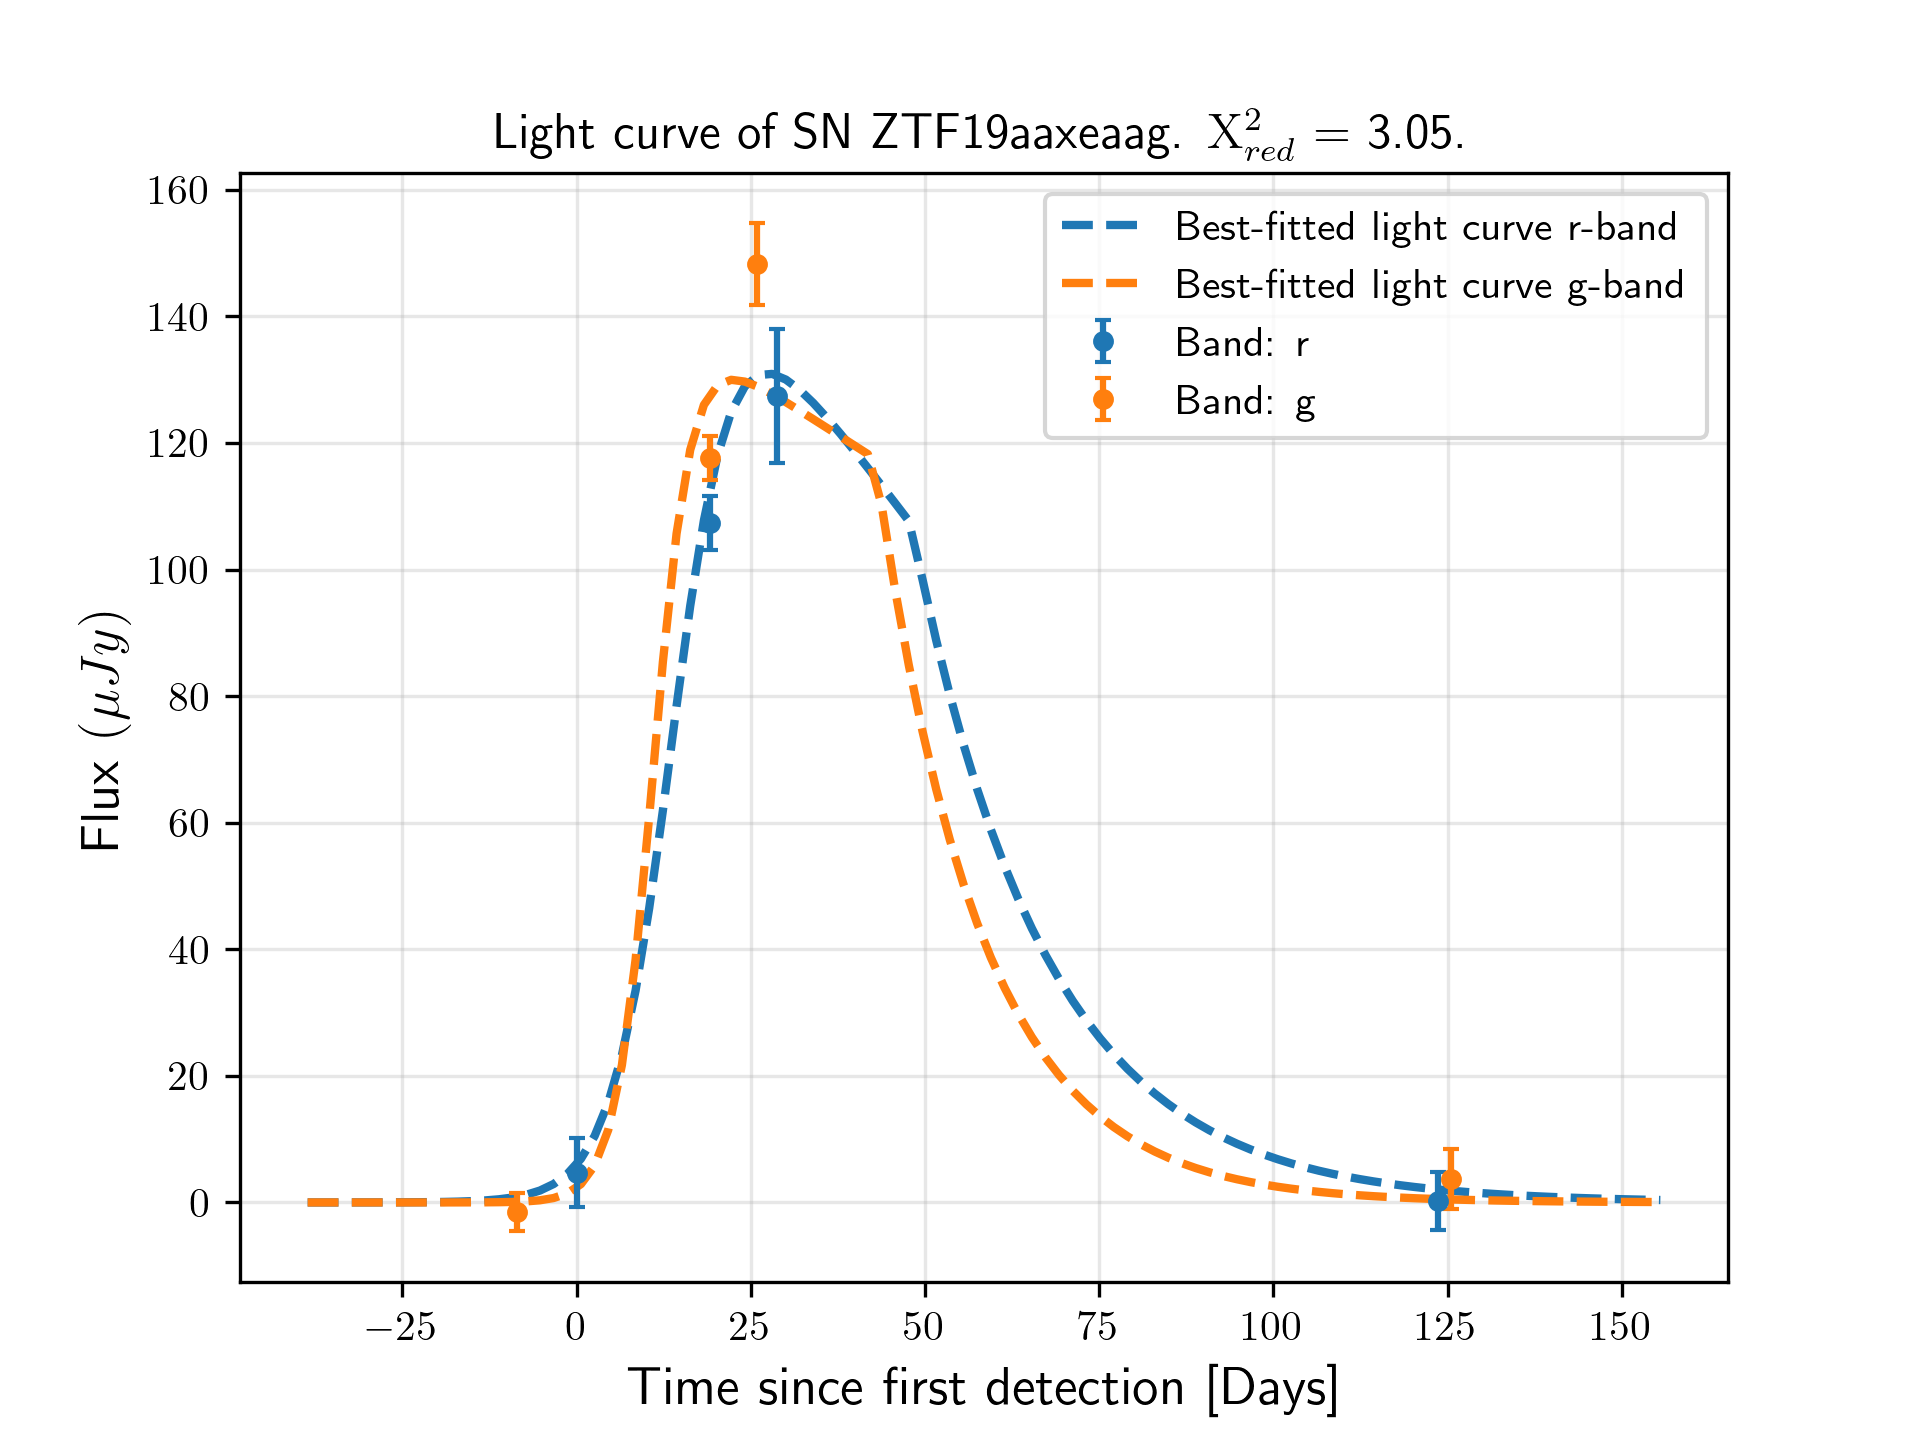 Light curve of SN ZTF19aaxeaag. X²_red = 3.05.
160
140
120
100
80
60
40
20
0
Flux (μJy)
Best-fitted light curve r-band
Best-fitted light curve g-band
Band: r
Band: g
−25 0 25 50 75 100 125 150
Time since first detection [Days]